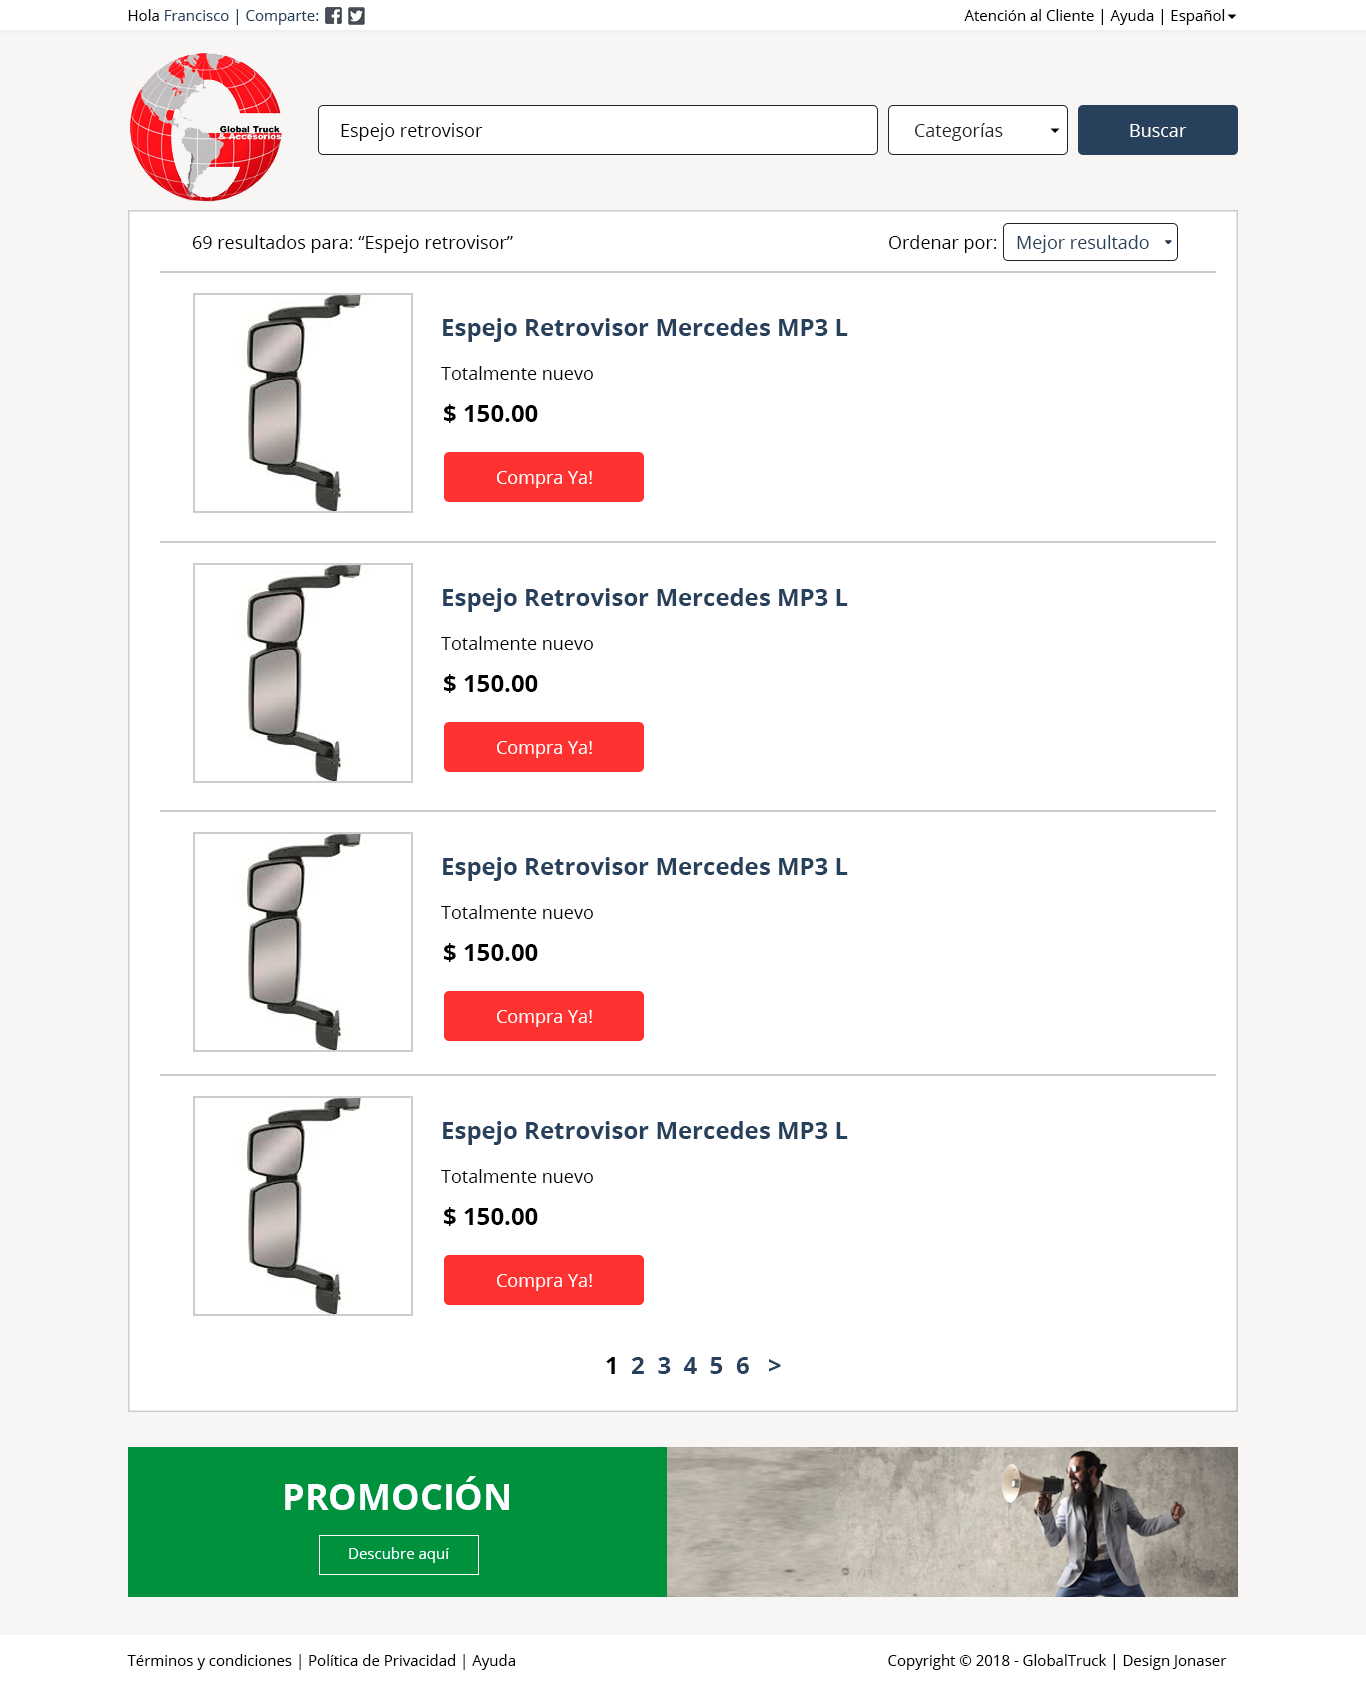 Hola Francisco | Comparte:
Atención al Cliente | Ayuda | Español
Global Truck
& Accesorios
Espejo retrovisor
Categorías
Buscar
69 resultados para: “Espejo retrovisor”
Ordenar por: Mejor resultado
Espejo Retrovisor Mercedes MP3 L
Totalmente nuevo
$ 150.00
Compra Ya!
Espejo Retrovisor Mercedes MP3 L
Totalmente nuevo
$ 150.00
Compra Ya!
Espejo Retrovisor Mercedes MP3 L
Totalmente nuevo
$ 150.00
Compra Ya!
Espejo Retrovisor Mercedes MP3 L
Totalmente nuevo
$ 150.00
Compra Ya!
1 2 3 4 5 6 >
PROMOCIÓN
Descubre aquí
Términos y condiciones | Política de Privacidad | Ayuda
Copyright © 2018 - GlobalTruck | Design Jonaser